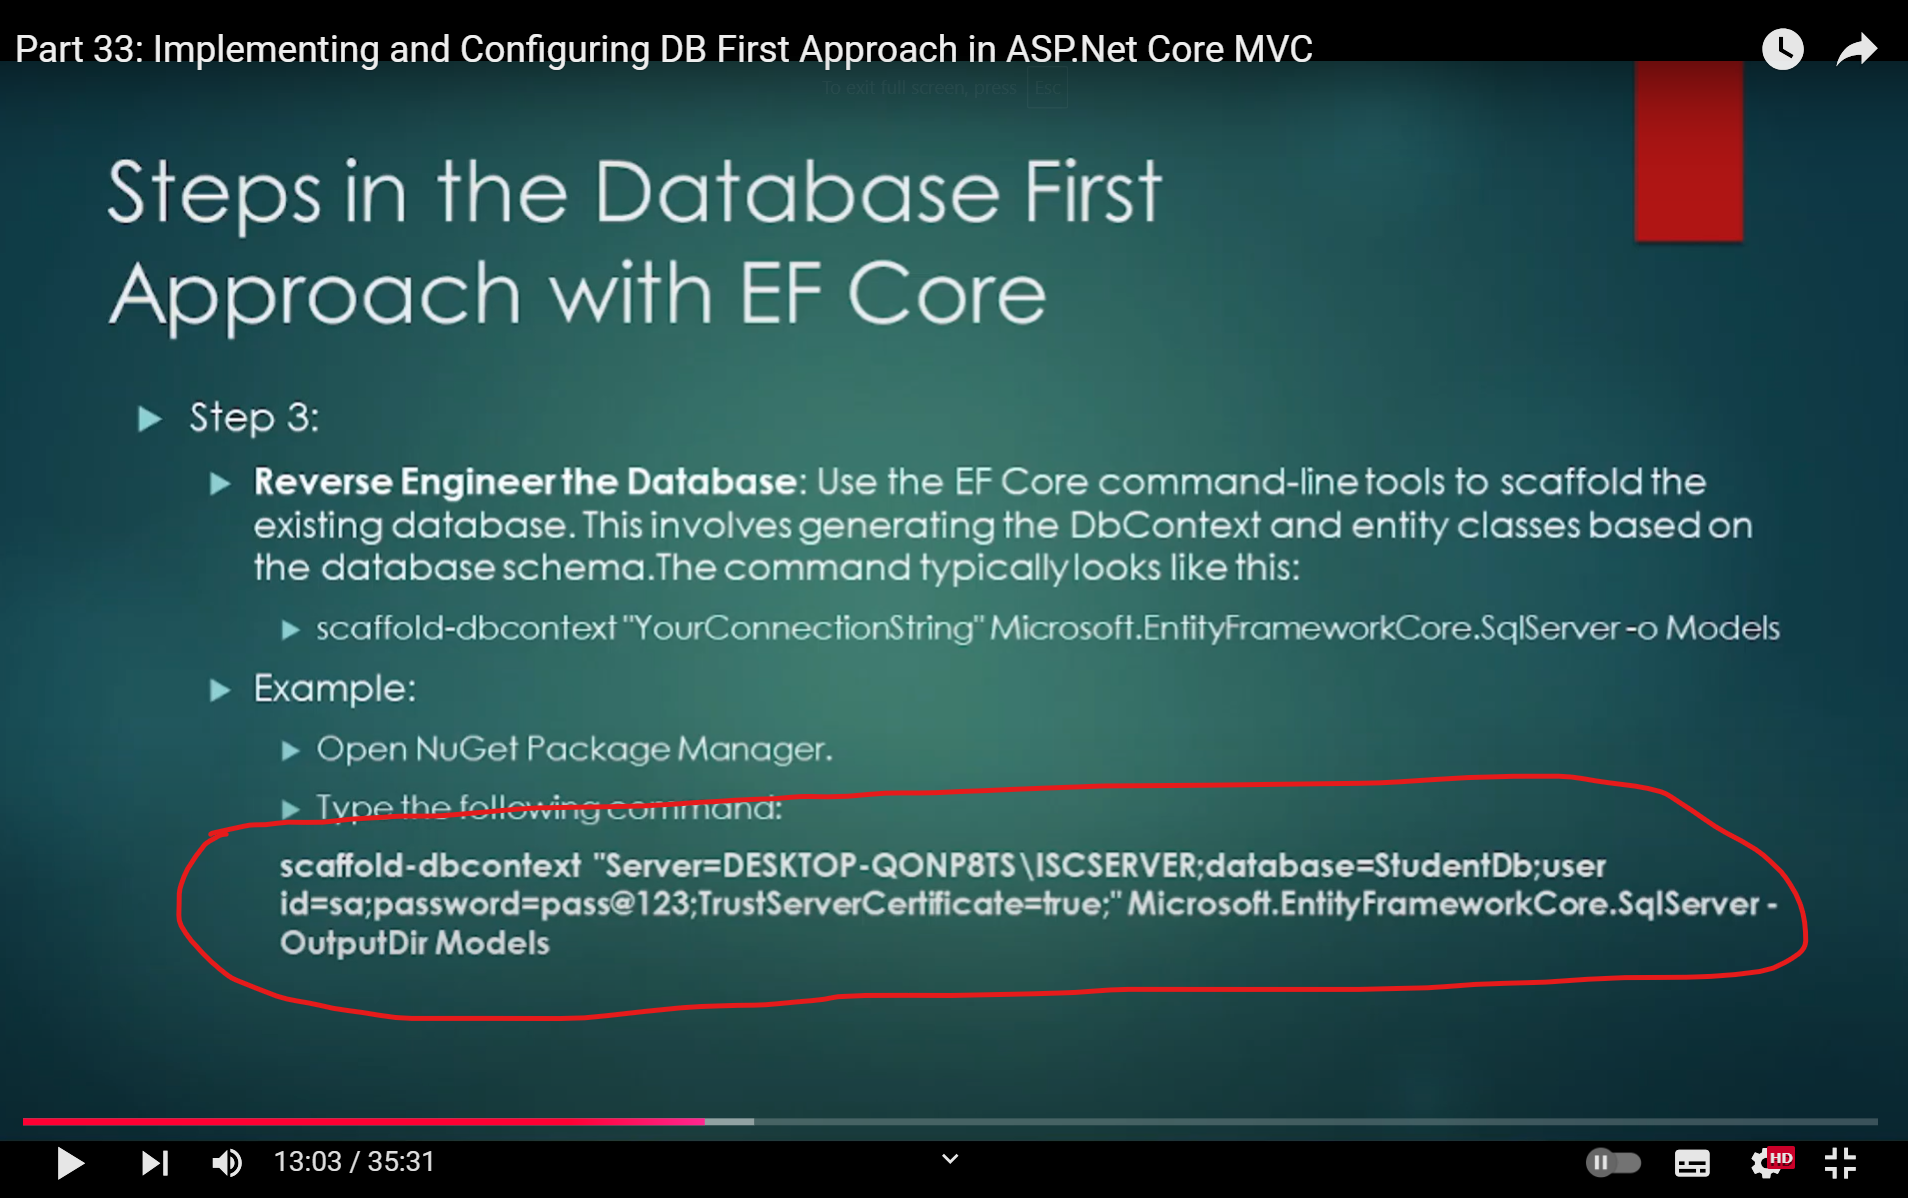 Part 33: Implementing and Configuring DB First Approach in ASP.Net Core MVC
To exit full screen, press Esc
Steps in the Database First
Approach with EF Core
Step 3:
Reverse Engineer the Database: Use the EF Core command-line tools to scaffold the
existing database. This involves generating the DbContext and entity classes based on
the database schema.The command typically looks like this:
scaffold-dbcontext "YourConnectionString" Microsoft.EntityFrameworkCore.SqlServer -o Models
Example:
Open NuGet Package Manager.
Type the following command:
scaffold-dbcontext "Server=DESKTOP-QONP8TS\ISCSERVER;database=StudentDb;user
id=sa;password=pass@123;TrustServerCertificate=true;" Microsoft.EntityFrameworkCore.SqlServer -
OutputDir Models
13:03 / 35:31
HD